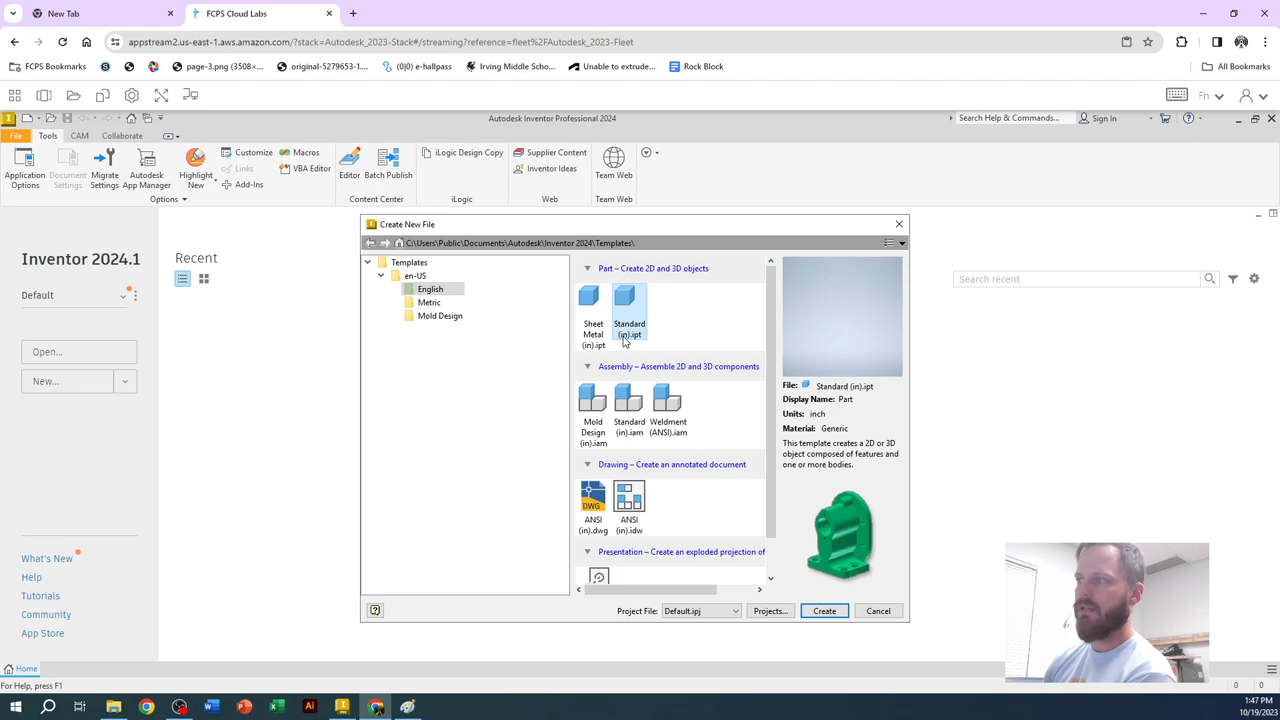 New Tab
FCPS Cloud Labs
appstream2.us-east-1.aws.amazon.com/?stack=Autodesk_2023-Stack#/streaming?reference=fleet%2FAutodesk_2023-Fleet
FCPS Bookmarks
page-3.png (3508×...
original-5279653-1....
(0|0) e-hallpass
Irving Middle Scho...
Unable to extrude...
Rock Block
All Bookmarks
Fn
Autodesk Inventor Professional 2024
Search Help & Commands...
Sign In
File
Tools
CAM
Collaborate
Application
Options
Document
Settings
Migrate
Settings
Autodesk
App Manager
Highlight
New
Customize
Links
Add-Ins
Macros
VBA Editor
Editor
Batch Publish
iLogic Design Copy
Supplier Content
Inventor Ideas
Team Web
Options
Content Center
iLogic
Web
Team Web
Inventor 2024.1
Default
Open...
New...
What's New
Help
Tutorials
Community
App Store
Recent
Search recent
Create New File
C:\Users\Public\Documents\Autodesk\Inventor 2024\Templates\
Templates
en-US
English
Metric
Mold Design
Part – Create 2D and 3D objects
Sheet
Metal
(in).ipt
Standard
(in).ipt
Assembly – Assemble 2D and 3D components
Mold
Design
(in).iam
Standard
(in).iam
Weldment
(ANSI).iam
Drawing – Create an annotated document
DWG
ANSI
(in).dwg
ANSI
(in).idw
Presentation – Create an exploded projection of
File: Standard (in).ipt
Display Name: Part
Units: inch
Material: Generic
This template creates a 2D or 3D
object composed of features and
one or more bodies.
Project File:
Default.ipj
Projects...
Create
Cancel
Home
For Help, press F1
0 0
1:47 PM
10/19/2023